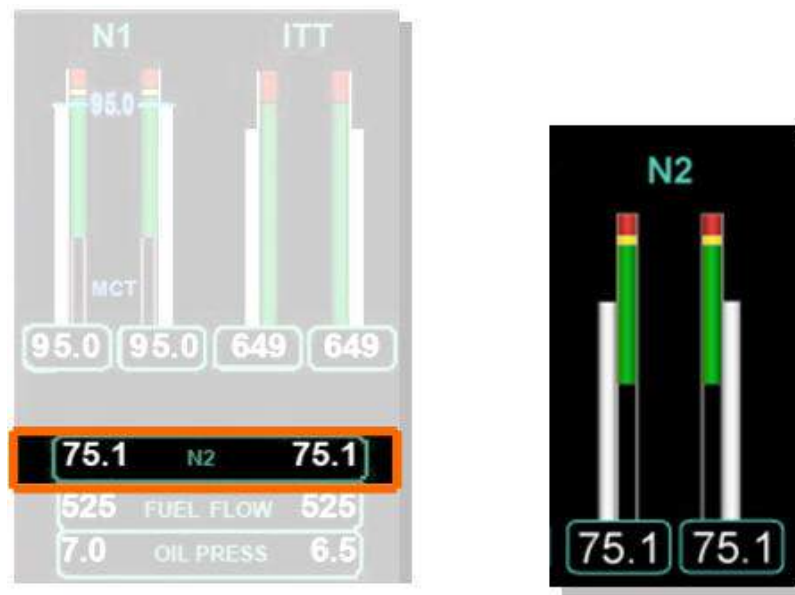 N1 ITT
95.0
MCT
95.0 95.0 649 649
75.1 N2 75.1
525 FUEL FLOW 525
7.0 OIL PRESS 6.5
N2
75.1 75.1